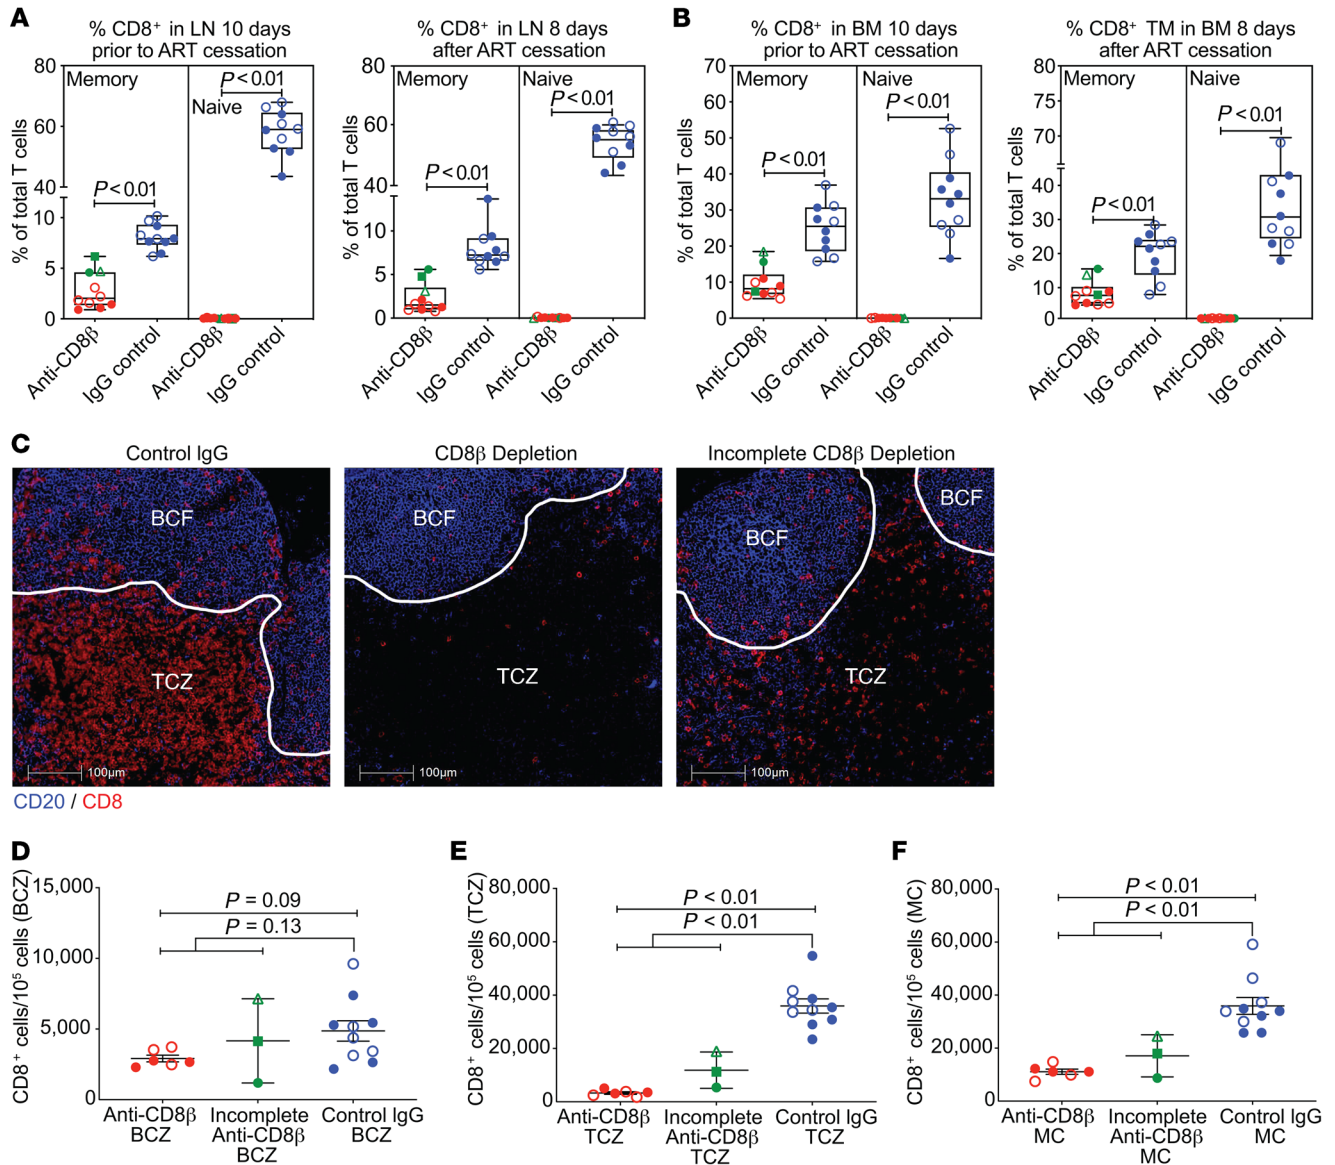 A
% CD8+ in LN 10 days
prior to ART cessation
% CD8+ in LN 8 days
after ART cessation
B
% CD8+ in BM 10 days
prior to ART cessation
% CD8+ TM in BM 8 days
after ART cessation
% of total T cells
80
60
40
10
5
0
Memory
Naive
P < 0.01
P < 0.01
Anti-CD8β
IgG control
Anti-CD8β
IgG control
% of total T cells
80
60
40
10
5
0
Memory
Naive
P < 0.01
P < 0.01
Anti-CD8β
IgG control
Anti-CD8β
IgG control
% of total T cells
70
60
50
40
30
20
10
0
Memory
Naive
P < 0.01
P < 0.01
Anti-CD8β
IgG control
Anti-CD8β
IgG control
% of total T cells
80
75
70
40
30
20
10
0
Memory
Naive
P < 0.01
P < 0.01
Anti-CD8β
IgG control
Anti-CD8β
IgG control
C
Control IgG
CD8β Depletion
Incomplete CD8β Depletion
BCF
TCZ
100μm
BCF
TCZ
100μm
BCF
BCF
TCZ
100μm
CD20 / CD8
D
CD8+ cells/10⁵ cells (BCZ)
15,000
10,000
5,000
0
P = 0.09
P = 0.13
Anti-CD8β
BCZ
Incomplete
Anti-CD8β
BCZ
Control IgG
BCZ
E
CD8+ cells/10⁵ cells (TCZ)
80,000
60,000
40,000
20,000
0
P < 0.01
P < 0.01
Anti-CD8β
TCZ
Incomplete
Anti-CD8β
TCZ
Control IgG
TCZ
F
CD8+ cells/10⁵ cells (MC)
80,000
60,000
40,000
20,000
0
P < 0.01
P < 0.01
Anti-CD8β
MC
Incomplete
Anti-CD8β
MC
Control IgG
MC